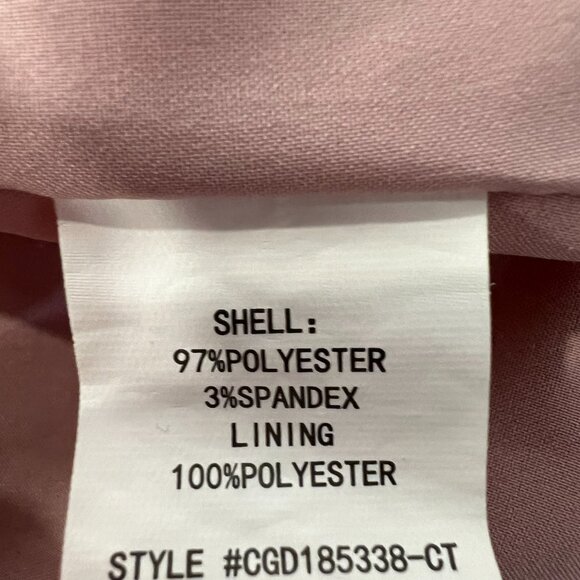 SHELL:
97%POLYESTER
3%SPANDEX
LINING
100%POLYESTER
STYLE #CGD185338-CT